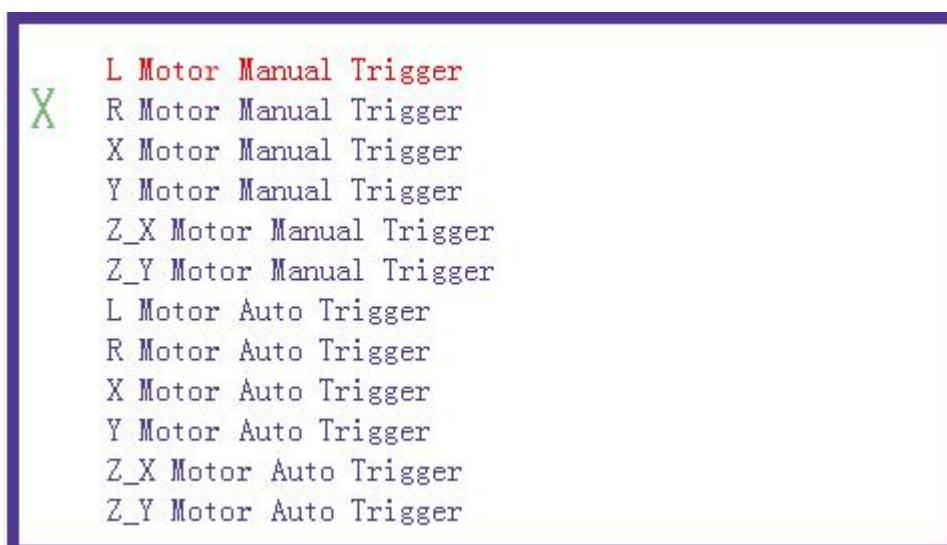 L Motor Manual Trigger
X
R Motor Manual Trigger
X Motor Manual Trigger
Y Motor Manual Trigger
Z_X Motor Manual Trigger
Z_Y Motor Manual Trigger
L Motor Auto Trigger
R Motor Auto Trigger
X Motor Auto Trigger
Y Motor Auto Trigger
Z_X Motor Auto Trigger
Z_Y Motor Auto Trigger